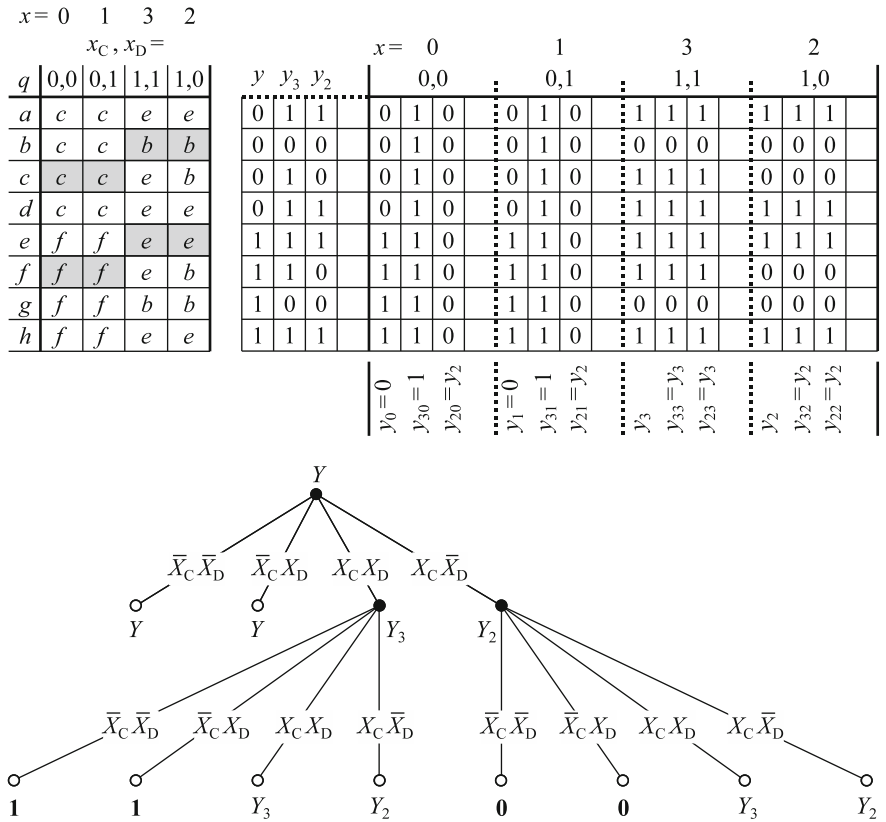 x = 0 1 3 2
x_C , x_D =
q 0,0 0,1 1,1 1,0
a c c e e
b c c b b
c c c e b
d c c e e
e f f e e
f f f e b
g f f b b
h f f e e
x = 0 1 3 2
y y_3 y_2 0,0 0,1 1,1 1,0
0 1 1 0 1 0 0 1 0 1 1 1 1 1 1
0 0 0 0 1 0 0 1 0 0 0 0 0 0 0
0 1 0 0 1 0 0 1 0 1 1 1 0 0 0
0 1 1 0 1 0 0 1 0 1 1 1 1 1 1
1 1 1 1 1 0 1 1 0 1 1 1 1 1 1
1 1 0 1 1 0 1 1 0 1 1 1 0 0 0
1 0 0 1 1 0 1 1 0 0 0 0 0 0 0
1 1 1 1 1 0 1 1 0 1 1 1 1 1 1
y_0 = 0
y_30 = 1
y_20 = y_2
y_1 = 0
y_31 = 1
y_21 = y_2
y_3
y_33 = y_3
y_23 = y_3
y_2
y_32 = y_2
y_22 = y_2
Y
X̅_C X̅_D X̅_C X_D X_C X_D X_C X̅_D
Y Y Y_3 Y_2
X̅_C X̅_D X̅_C X_D X_C X_D X_C X̅_D X̅_C X̅_D X̅_C X_D X_C X_D X_C X̅_D
1 1 Y_3 Y_2 0 0 Y_3 Y_2